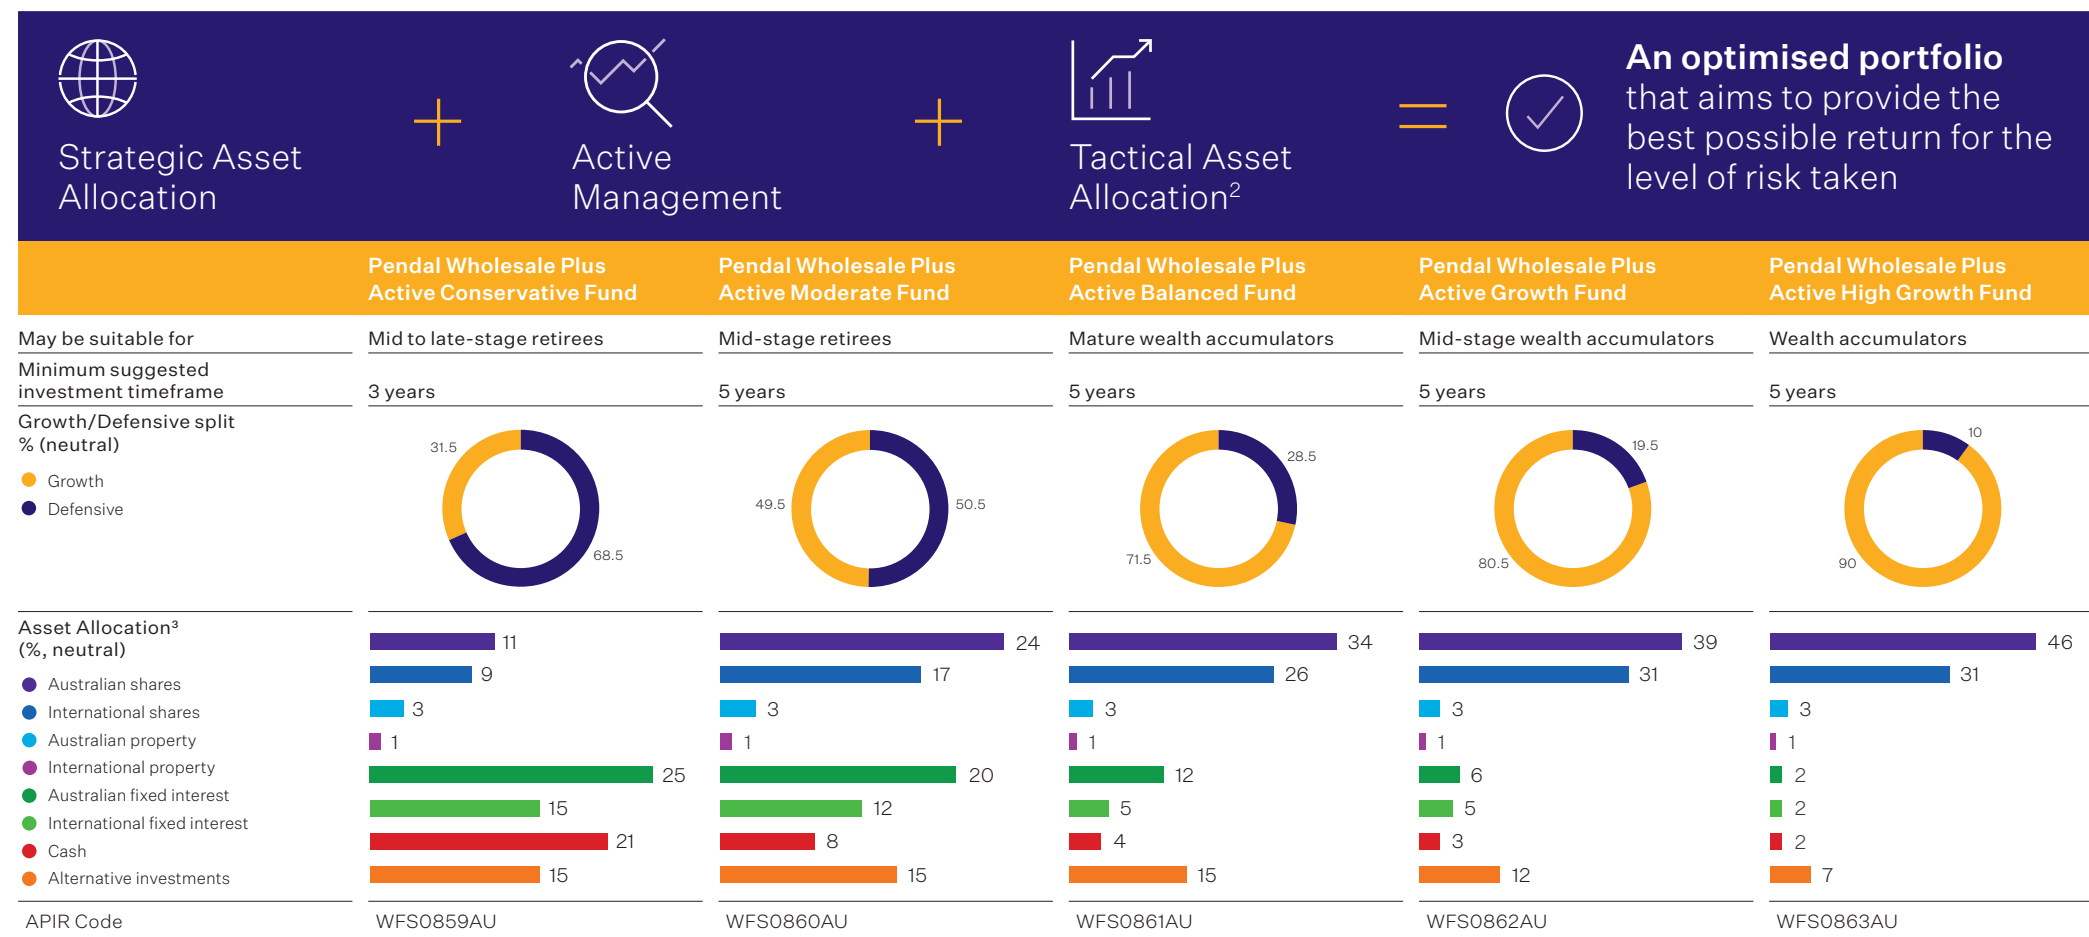 Strategic Asset
Allocation
+
Active
Management
+
Tactical Asset
Allocation²
=
An optimised portfolio
that aims to provide the
best possible return for the
level of risk taken
Pendal Wholesale Plus
Active Conservative Fund
Pendal Wholesale Plus
Active Moderate Fund
Pendal Wholesale Plus
Active Balanced Fund
Pendal Wholesale Plus
Active Growth Fund
Pendal Wholesale Plus
Active High Growth Fund
May be suitable for
Mid to late-stage retirees
Mid-stage retirees
Mature wealth accumulators
Mid-stage wealth accumulators
Wealth accumulators
Minimum suggested
investment timeframe
3 years
5 years
5 years
5 years
5 years
Growth/Defensive split
% (neutral)
Growth
Defensive
31.5
68.5
49.5
50.5
28.5
71.5
19.5
80.5
10
90
Asset Allocation³
(%, neutral)
Australian shares
International shares
Australian property
International property
Australian fixed interest
International fixed interest
Cash
Alternative investments
11
9
3
1
25
15
21
15
24
17
3
1
20
12
8
15
34
26
3
1
12
5
4
15
39
31
3
1
6
5
3
12
46
31
3
1
2
2
2
7
APIR Code
WFS0859AU
WFS0860AU
WFS0861AU
WFS0862AU
WFS0863AU